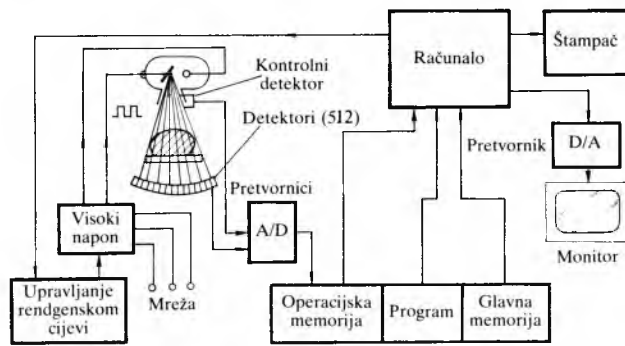 Računalo
Štampač
Kontrolni
detektor
Detektori (512)
Pretvornik
D/A
Pretvornici
A/D
Visoki
napon
Monitor
Mreža
Upravljanje
rendgenskom
cijevi
Operacijska
memorija
Program
Glavna
memorija